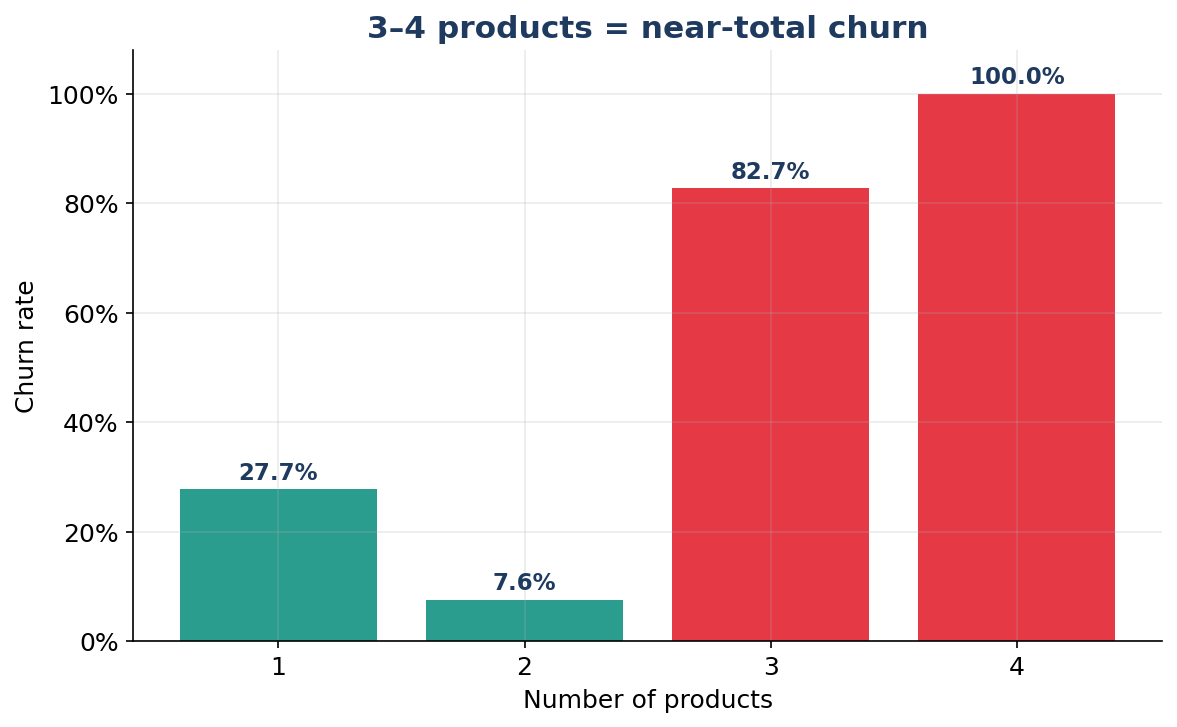 3–4 products = near-total churn
100.0%
100%
82.7%
80%
60%
Churn rate
40%
27.7%
20%
7.6%
0%
1 2 3 4
Number of products